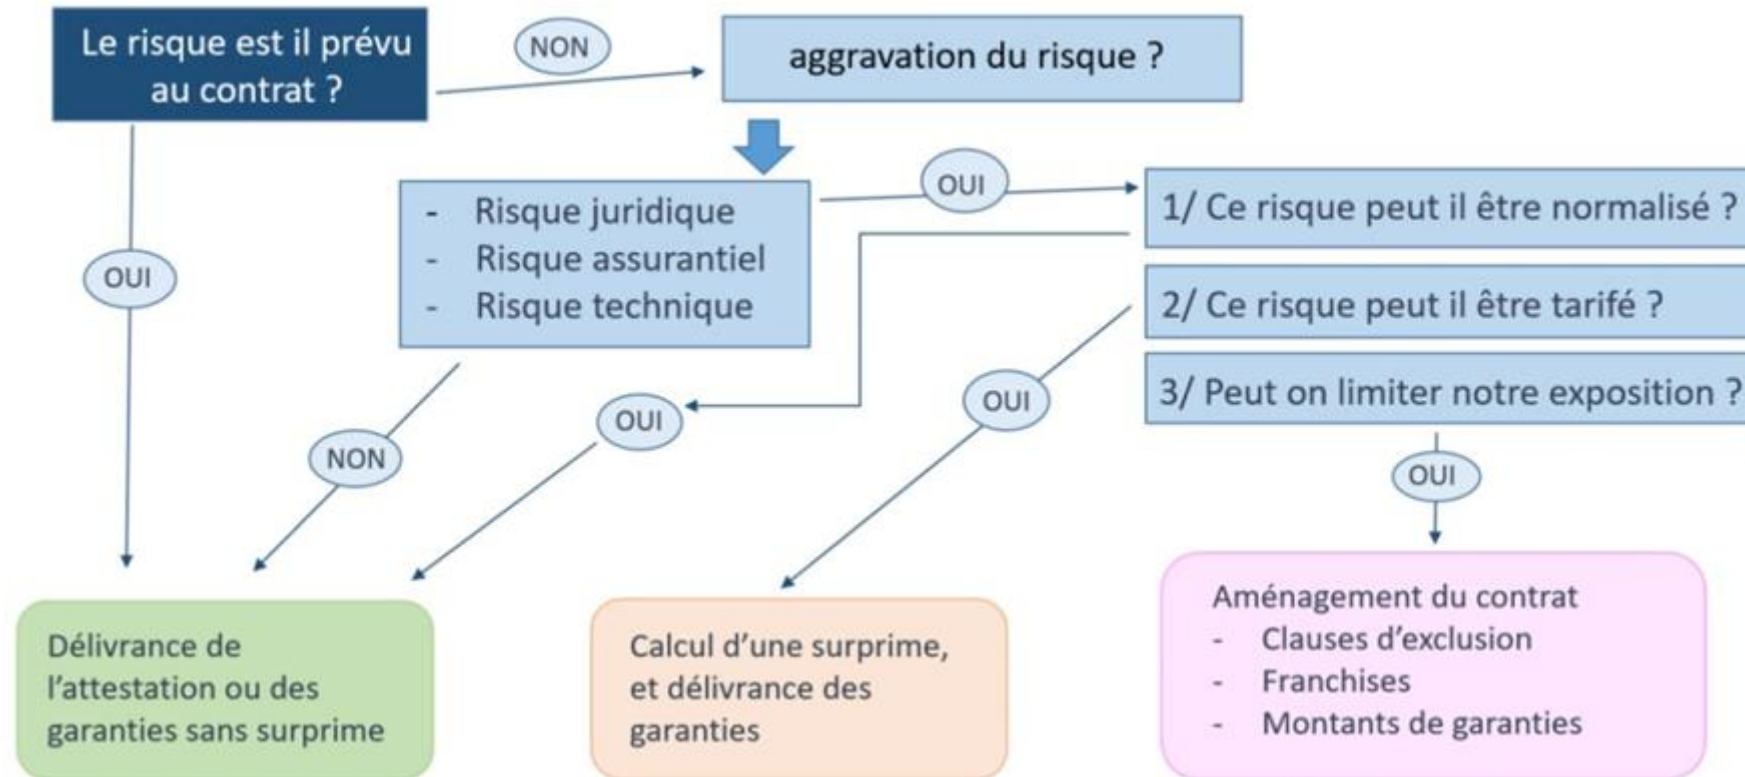 Le risque est il prévu
au contrat ?
NON
aggravation du risque ?
OUI
- Risque juridique
- Risque assurantiel
- Risque technique
OUI
1/ Ce risque peut il être normalisé ?
2/ Ce risque peut il être tarifé ?
3/ Peut on limiter notre exposition ?
NON
OUI
OUI
OUI
Délivrance de
l'attestation ou des
garanties sans surprime
Calcul d'une surprime,
et délivrance des
garanties
Aménagement du contrat
- Clauses d'exclusion
- Franchises
- Montants de garanties